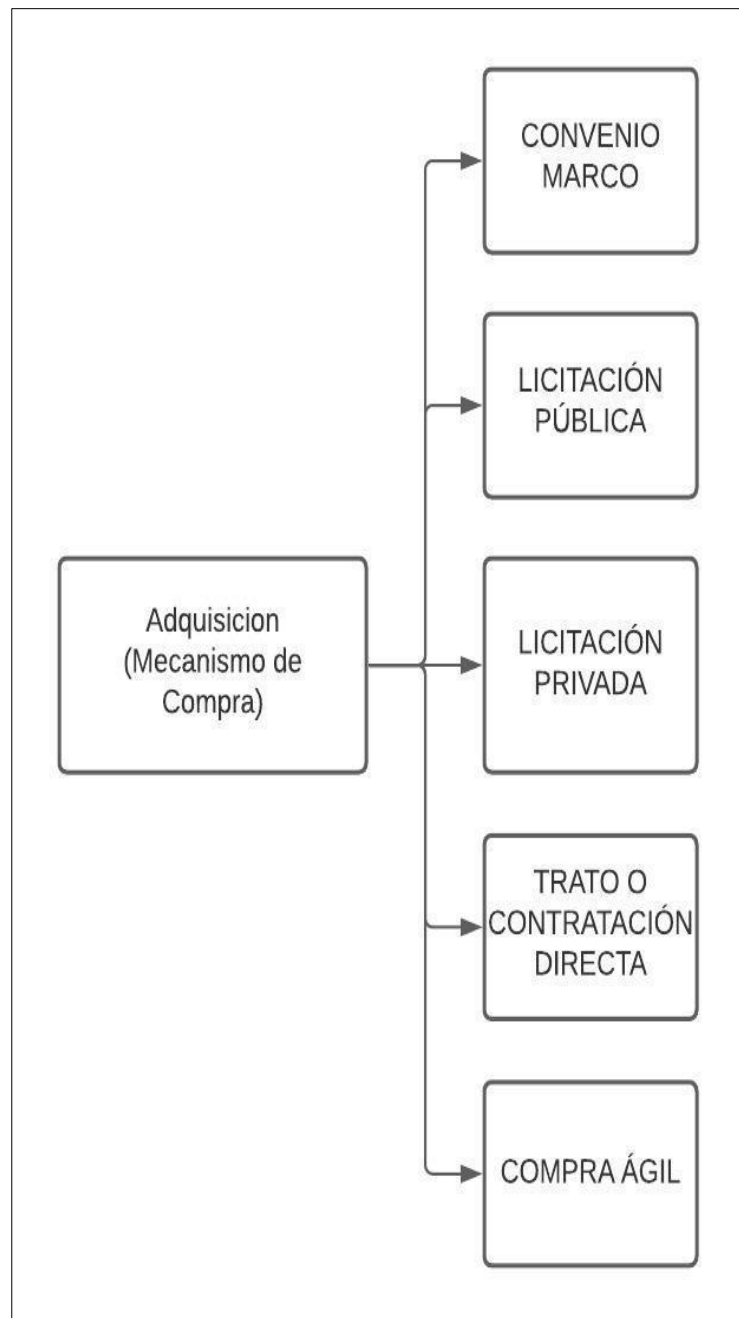 CONVENIO
MARCO
LICITACIÓN
PÚBLICA
Adquisicion
(Mecanismo de
Compra)
LICITACIÓN
PRIVADA
TRATO O
CONTRATACIÓN
DIRECTA
COMPRA ÁGIL